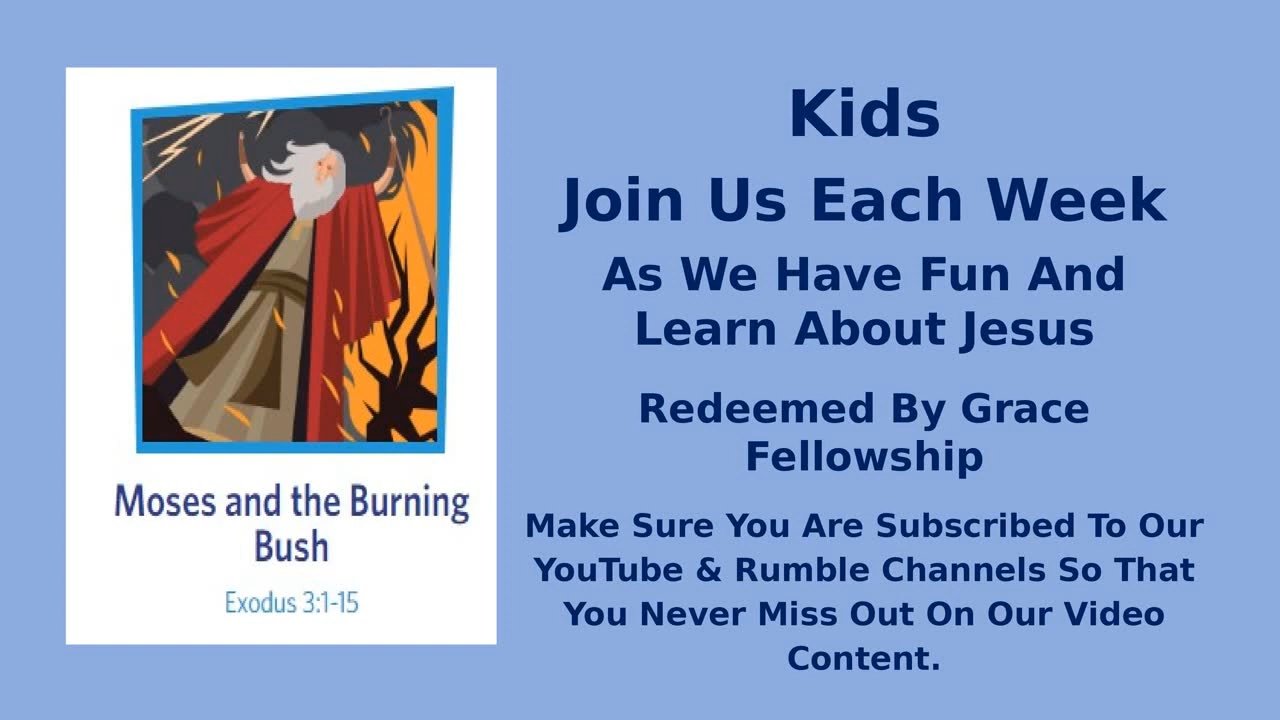 Moses and the Burning
Bush
Exodus 3:1-15
Kids
Join Us Each Week
As We Have Fun And
Learn About Jesus
Redeemed By Grace
Fellowship
Make Sure You Are Subscribed To Our
YouTube & Rumble Channels So That
You Never Miss Out On Our Video
Content.